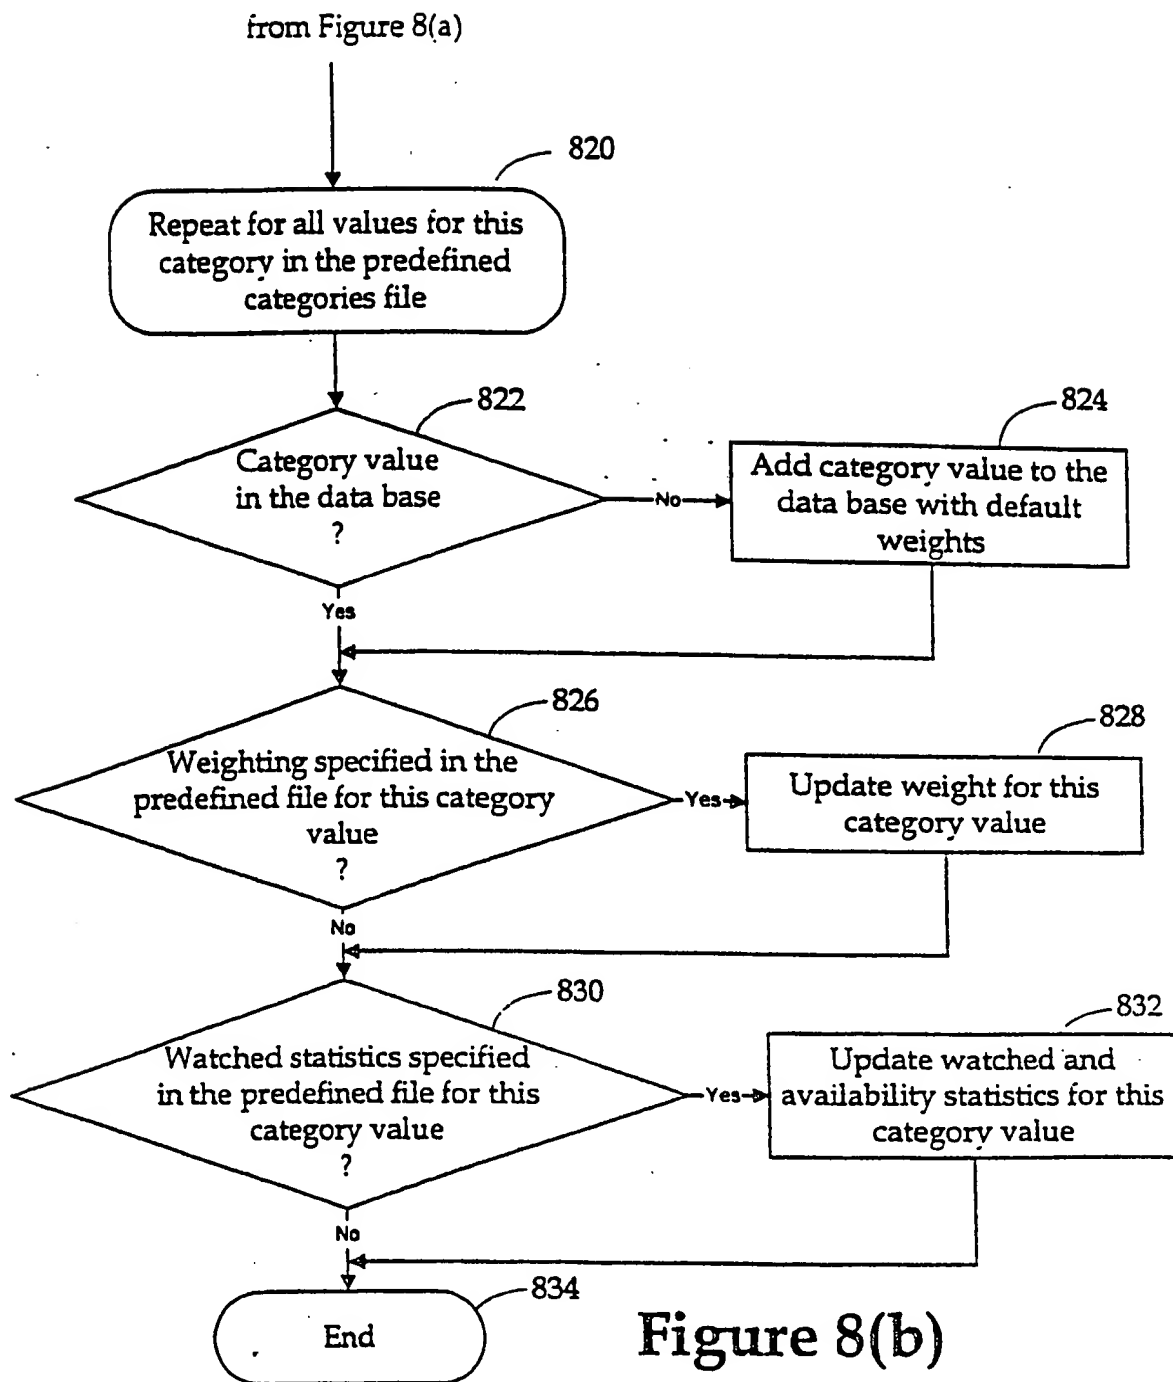 from Figure 8(a)
820
Repeat for all values for this
category in the predefined
categories file
822
Category value
in the data base
?
No
824
Add category value to the
data base with default
weights
Yes
826
Weighting specified in the
predefined file for this category
value
?
Yes
828
Update weight for this
category value
No
830
Watched statistics specified
in the predefined file for this
category value
?
Yes
832
Update watched and
availability statistics for this
category value
No
834
End
Figure 8(b)